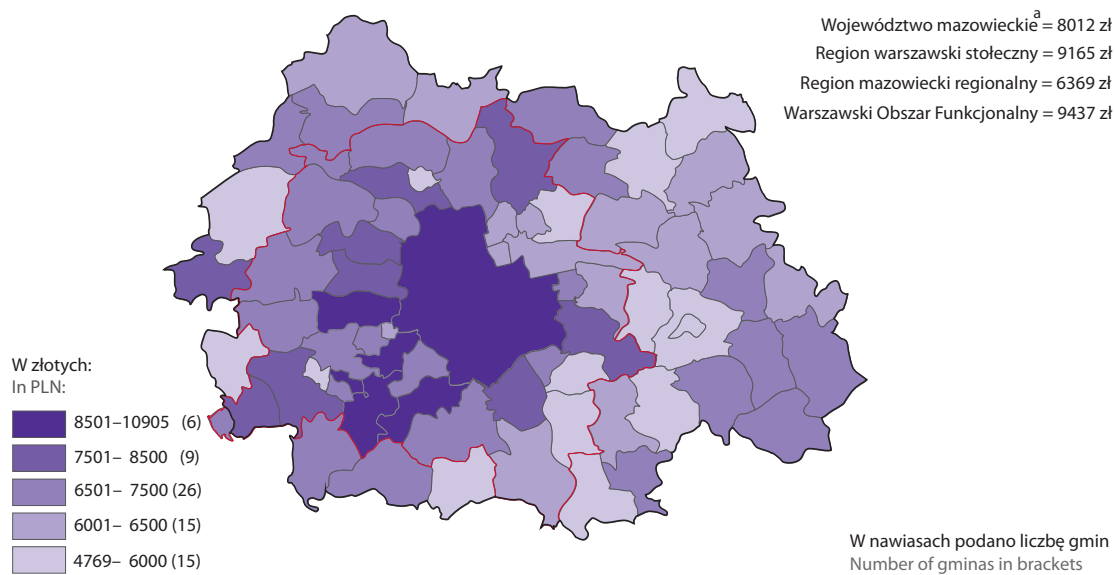 Województwo mazowieckieᵃ = 8012 zł
Region warszawski stołeczny = 9165 zł
Region mazowiecki regionalny = 6369 zł
Warszawski Obszar Funkcjonalny = 9437 zł
W złotych:
In PLN:
8501–10905 (6)
7501– 8500 (9)
6501– 7500 (26)
6001– 6500 (15)
4769– 6000 (15)
W nawiasach podano liczbę gmin
Number of gminas in brackets